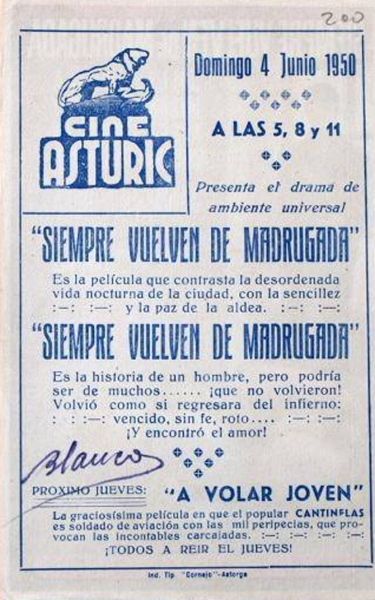 200
CINE
ASTURIC
Domingo 4 Junio 1950
A LAS 5, 8 y 11
Presenta el drama de
ambiente universal
"SIEMPRE VUELVEN DE MADRUGADA"
Es la película que contrasta la desordenada
vida nocturna de la ciudad, con la sencillez
:—: :—: y la paz de la aldea. :—: :—:
"SIEMPRE VUELVEN DE MADRUGADA"
Es la historia de un hombre, pero podría
ser de muchos...... ¡que no volvieron!
Volvió como si regresara del infierno:
: : :—: vencido, sin fe, roto.... :—: :—:
¡Y encontró el amor!
Blanco
PROXIMO JUEVES: "A VOLAR JOVEN"
La graciosísima película en que el popular CANTINFLAS
es soldado de aviación con las mil peripecias, que pro-
vocan las incontables carcajadas. :—: :—: :—:
¡TODOS A REIR EL JUEVES!
Ind. Tip. "Cornejo"-Astorga